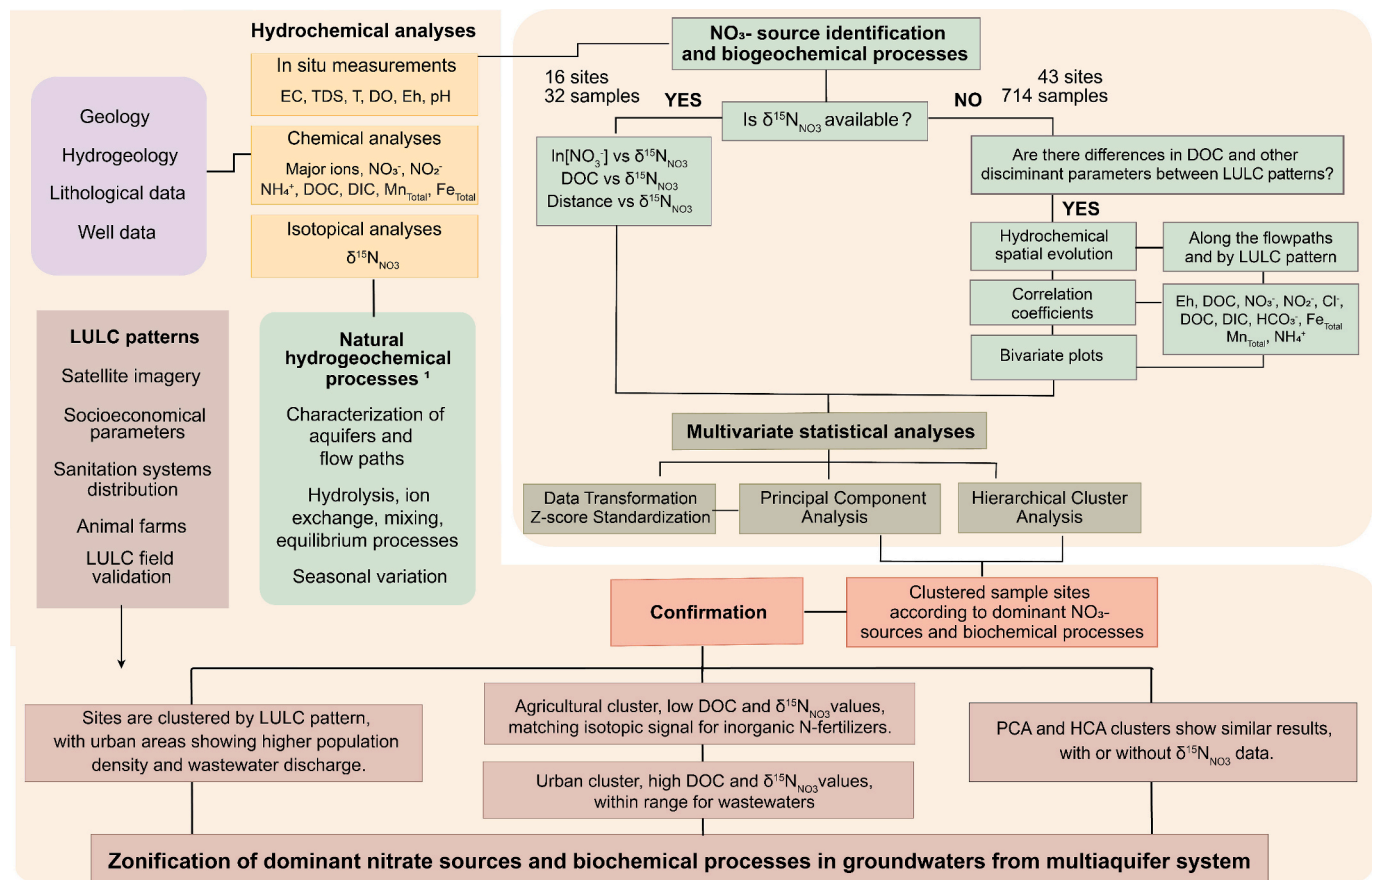 Hydrochemical analyses
In situ measurements
EC, TDS, T, DO, Eh, pH
Chemical analyses
Major ions, NO₃⁻, NO₂⁻
NH₄⁺, DOC, DIC, Mn_Total, Fe_Total
Isotopical analyses
δ¹⁵N_NO3
Geology
Hydrogeology
Lithological data
Well data
LULC patterns
Satellite imagery
Socioeconomical
parameters
Sanitation systems
distribution
Animal farms
LULC field
validation
Natural
hydrogeochemical
processes ¹
Characterization of
aquifers and
flow paths
Hydrolysis, ion
exchange, mixing,
equilibrium processes
Seasonal variation
NO₃- source identification
and biogeochemical processes
16 sites
32 samples
YES
Is δ¹⁵N_NO3 available ?
NO
43 sites
714 samples
ln[NO₃⁻] vs δ¹⁵N_NO3
DOC vs δ¹⁵N_NO3
Distance vs δ¹⁵N_NO3
Are there differences in DOC and other
discminant parameters between LULC patterns?
YES
Hydrochemical
spatial evolution
Along the flowpaths
and by LULC pattern
Correlation
coefficients
Eh, DOC, NO₃⁻, NO₂⁻, Cl⁻,
DOC, DIC, HCO₃⁻, Fe_Total
Mn_Total, NH₄⁺
Bivariate plots
Multivariate statistical analyses
Data Transformation
Z-score Standardization
Principal Component
Analysis
Hierarchical Cluster
Analysis
Confirmation
Clustered sample sites
according to dominant NO₃-
sources and biochemical processes
Sites are clustered by LULC pattern,
with urban areas showing higher population
density and wastewater discharge.
Agricultural cluster, low DOC and δ¹⁵N_NO3 values,
matching isotopic signal for inorganic N-fertilizers.
Urban cluster, high DOC and δ¹⁵N_NO3 values,
within range for wastewaters
PCA and HCA clusters show similar results,
with or without δ¹⁵N_NO3 data.
Zonification of dominant nitrate sources and biochemical processes in groundwaters from multiaquifer system